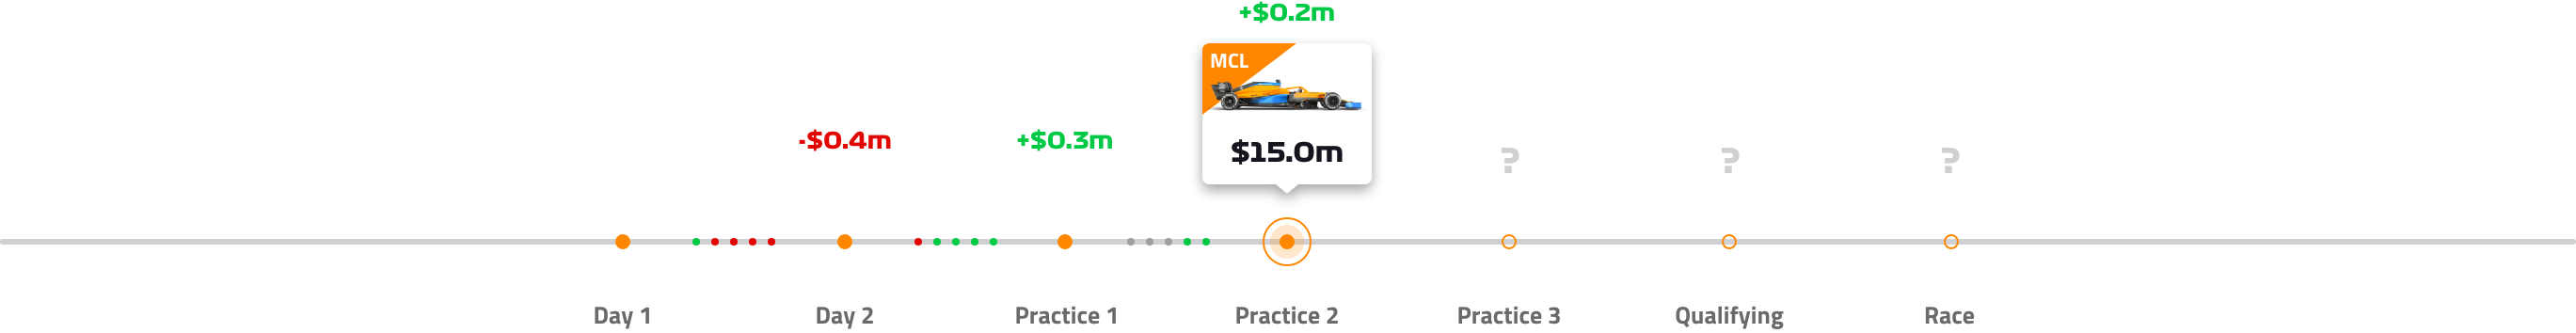 +$0.2m
MCL
-$0.4m
+$0.3m
$15.0m
?
?
?
Day 1
Day 2
Practice 1
Practice 2
Practice 3
Qualifying
Race